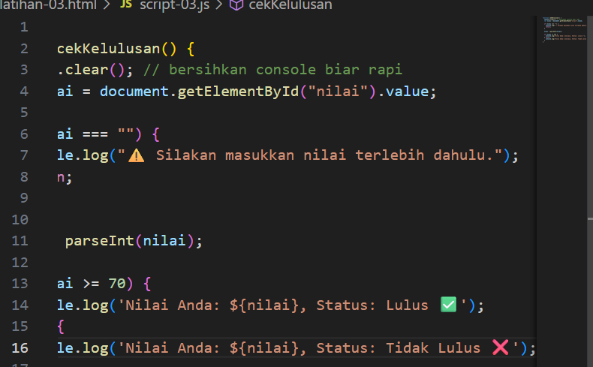 latihan-03.html > JS script-03.js > cekKelulusan
1
2 cekKelulusan() {
3 .clear(); // bersihkan console biar rapi
4 ai = document.getElementById("nilai").value;
5
6 ai === "") {
7 le.log("⚠️ Silakan masukkan nilai terlebih dahulu.");
8 n;
9
10
11 parseInt(nilai);
12
13 ai >= 70) {
14 le.log('Nilai Anda: ${nilai}, Status: Lulus ✅');
15 {
16 le.log('Nilai Anda: ${nilai}, Status: Tidak Lulus ❌');